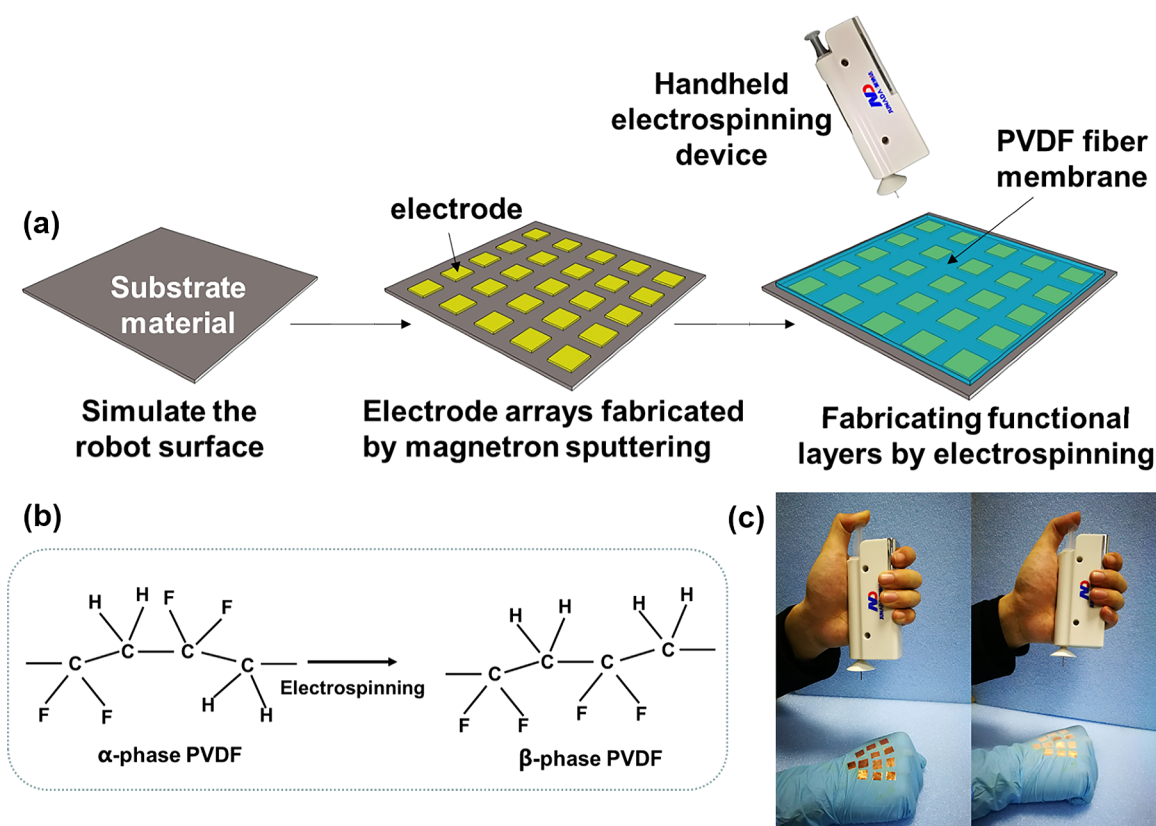 Handheld
electrospinning
device
PVDF fiber
membrane
(a)
electrode
Substrate
material
Simulate the
robot surface
Electrode arrays fabricated
by magnetron sputtering
Fabricating functional
layers by electrospinning
(b)
H H F F
C C C C
F F H H
Electrospinning
α-phase PVDF
H H H H
C C C C
F F F F
β-phase PVDF
(c)